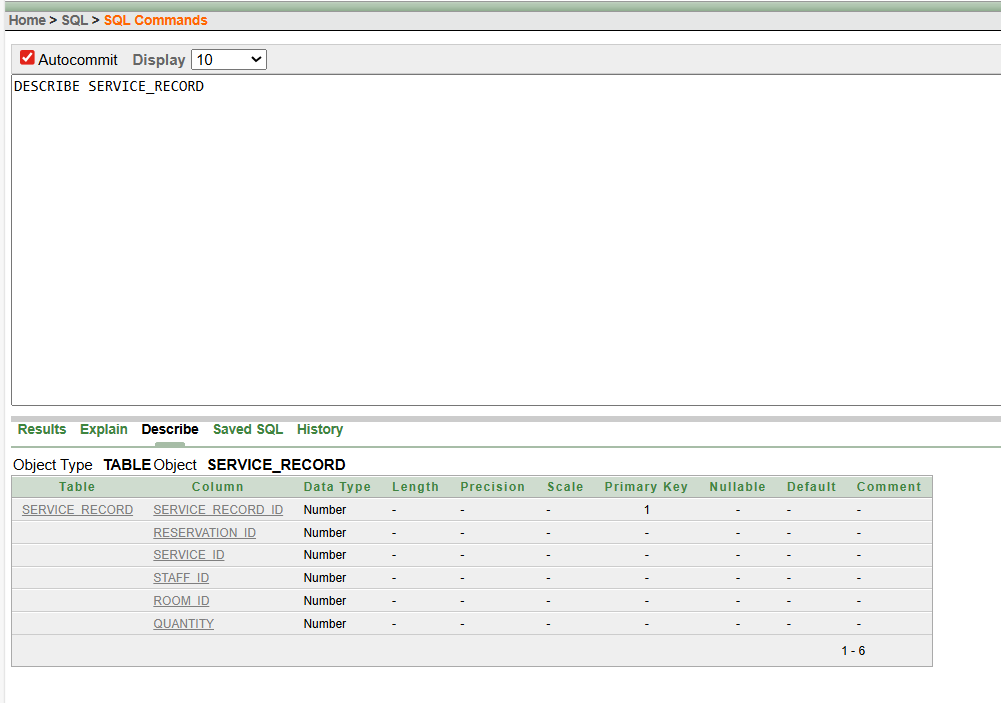 Home > SQL > SQL Commands
Autocommit Display 10
DESCRIBE SERVICE_RECORD
Results Explain Describe Saved SQL History
Object Type TABLE Object SERVICE_RECORD
Table Column Data Type Length Precision Scale Primary Key Nullable Default Comment
SERVICE_RECORD SERVICE_RECORD_ID Number - - - 1 - - -
RESERVATION_ID Number - - - - - - -
SERVICE_ID Number - - - - - - -
STAFF_ID Number - - - - - - -
ROOM_ID Number - - - - - - -
QUANTITY Number - - - - - - -
1 - 6